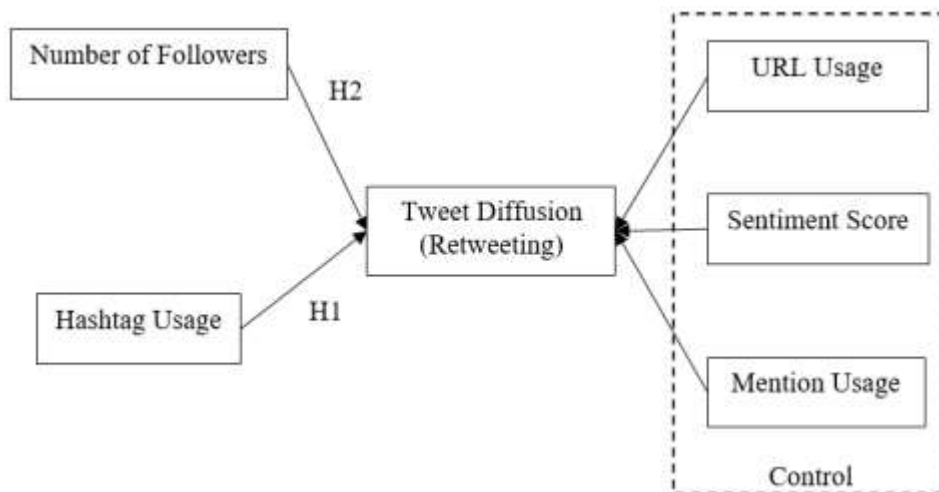 Number of Followers
H2
Hashtag Usage
H1
Tweet Diffusion
(Retweeting)
URL Usage
Sentiment Score
Mention Usage
Control